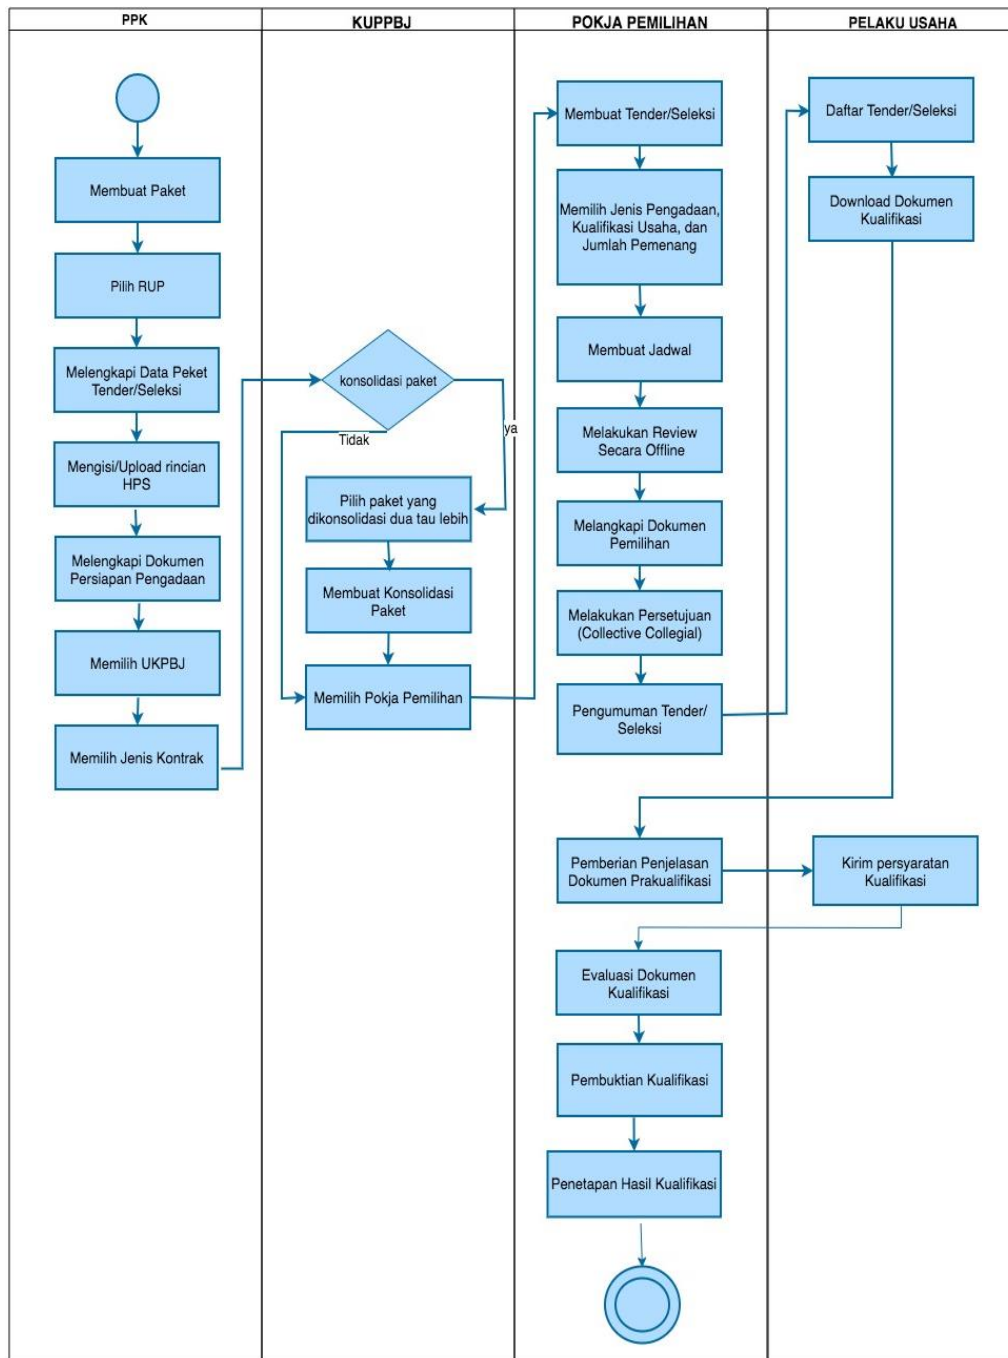 PPK
KUPPBJ
POKJA PEMILIHAN
PELAKU USAHA
Membuat Paket
Pilih RUP
Melengkapi Data Peket
Tender/Seleksi
Mengisi/Upload rincian
HPS
Melengkapi Dokumen
Persiapan Pengadaan
Memilih UKPBJ
Memilih Jenis Kontrak
konsolidasi paket
Tidak
ya
Pilih paket yang
dikonsolidasi dua tau lebih
Membuat Konsolidasi
Paket
Memilih Pokja Pemilihan
Membuat Tender/Seleksi
Memilih Jenis Pengadaan,
Kualifikasi Usaha, dan
Jumlah Pemenang
Membuat Jadwal
Melakukan Review
Secara Offline
Melangkapi Dokumen
Pemilihan
Melakukan Persetujuan
(Collective Collegial)
Pengumuman Tender/
Seleksi
Daftar Tender/Seleksi
Download Dokumen
Kualifikasi
Pemberian Penjelasan
Dokumen Prakualifikasi
Kirim persyaratan
Kualifikasi
Evaluasi Dokumen
Kualifikasi
Pembuktian Kualifikasi
Penetapan Hasil Kualifikasi